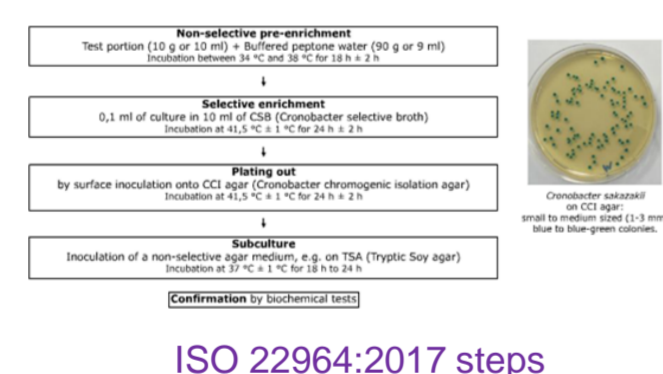 Non-selective pre-enrichment
Test portion (10 g or 10 ml) + Buffered peptone water (90 g or 9 ml)
Incubation between 34 °C and 38 °C for 18 h ± 2 h
Selective enrichment
0,1 ml of culture in 10 ml of CSB (Cronobacter selective broth)
Incubation at 41,5 °C ± 1 °C for 24 h ± 2 h
Plating out
by surface inoculation onto CCI agar (Cronobacter chromogenic isolation agar)
Incubation at 41,5 °C ± 1 °C for 24 h ± 2 h
Subculture
Inoculation of a non-selective agar medium, e.g. on TSA (Tryptic Soy agar)
Incubation at 37 °C ± 1 °C for 18 h to 24 h
Confirmation by biochemical tests
Cronobacter sakazakii
on CCI agar:
small to medium sized (1-3 mm
blue to blue-green colonies.
ISO 22964:2017 steps